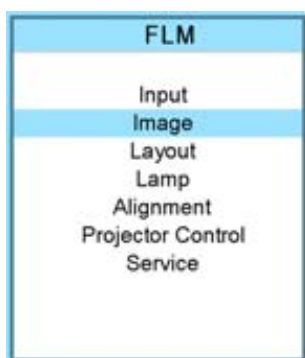 FLM
Input
Image
Layout
Lamp
Alignment
Projector Control
Service